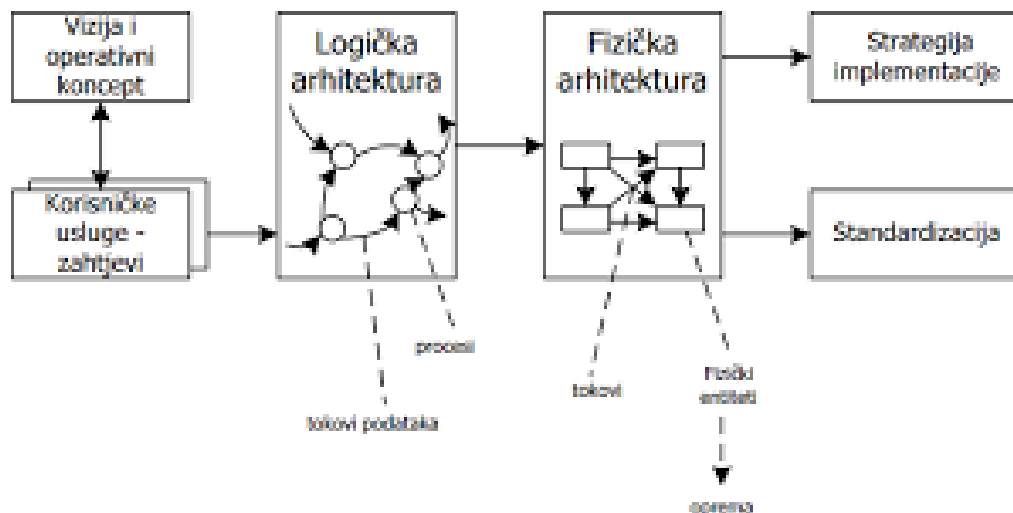 Vizija i
operativni
koncept
Korisničke
usluge -
zahtjevi
Logička
arhitektura
procesi
tokovi podataka
Fizička
arhitektura
tokovi
Fizički
entiteti
oprema
Strategija
implementacije
Standardizacija